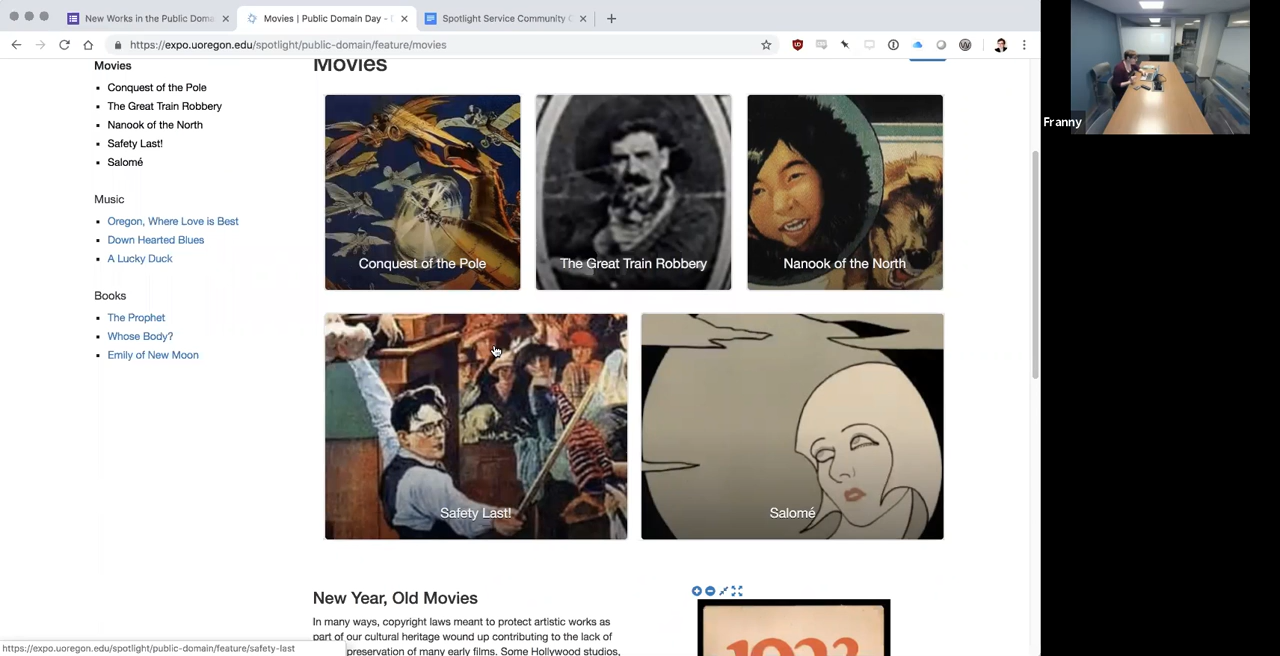 New Works in the Public Doma
Movies | Public Domain Day -
Spotlight Service Community C
https://expo.uoregon.edu/spotlight/public-domain/feature/movies
Franny
Movies
Conquest of the Pole
The Great Train Robbery
Nanook of the North
Safety Last!
Salomé
Music
Oregon, Where Love is Best
Down Hearted Blues
A Lucky Duck
Books
The Prophet
Whose Body?
Emily of New Moon
Movies
Conquest of the Pole
The Great Train Robbery
Nanook of the North
Safety Last!
Salomé
New Year, Old Movies
In many ways, copyright laws meant to protect artistic works as
part of our cultural heritage wound up contributing to the lack of
preservation of many early films. Some Hollywood studios,
1923
https://expo.uoregon.edu/spotlight/public-domain/feature/safety-last